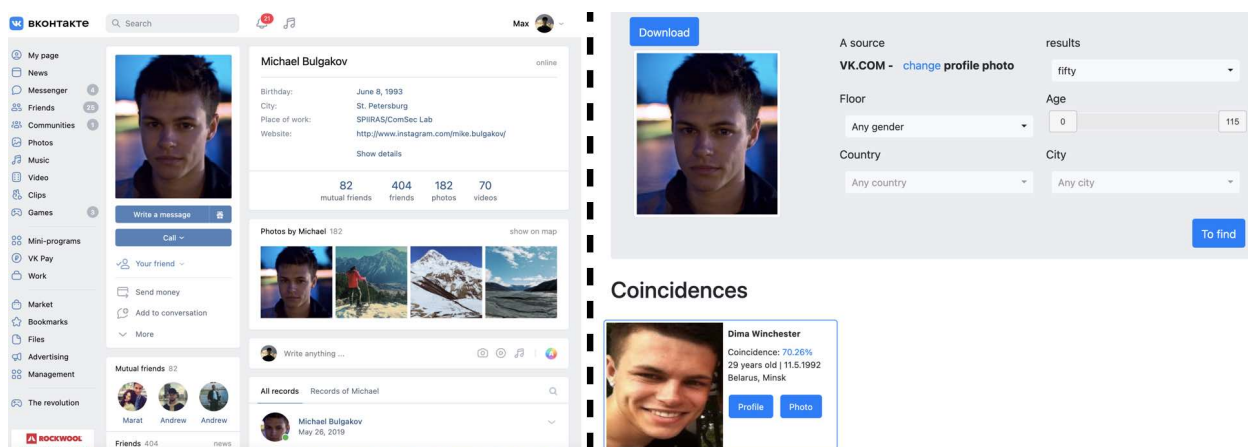 вконтакте
Search
21
Max
My page
News
Messenger 4
Friends 25
Communities 1
Photos
Music
Video
Clips
Games 3
Mini-programs
VK Pay
Work
Market
Bookmarks
Files
Advertising
Management
The revolution
ROCKWOOL
Write a message
Call
Your friend
Send money
Add to conversation
More
Mutual friends 82
Marat Andrew Andrew
Friends 404 news
Michael Bulgakov online
Birthday: June 8, 1993
City: St. Petersburg
Place of work: SPIIRAS/ComSec Lab
Website: http://www.instagram.com/mike.bulgakov/
Show details
82 404 182 70
mutual friends friends photos videos
Photos by Michael 182 show on map
Write anything ...
All records Records of Michael
Michael Bulgakov
May 26, 2019
Download
A source results
VK.COM - change profile photo fifty
Floor Age
Any gender 0 115
Country City
Any country Any city
To find
Coincidences
Dima Winchester
Coincidence: 70.26%
29 years old | 11.5.1992
Belarus, Minsk
Profile Photo